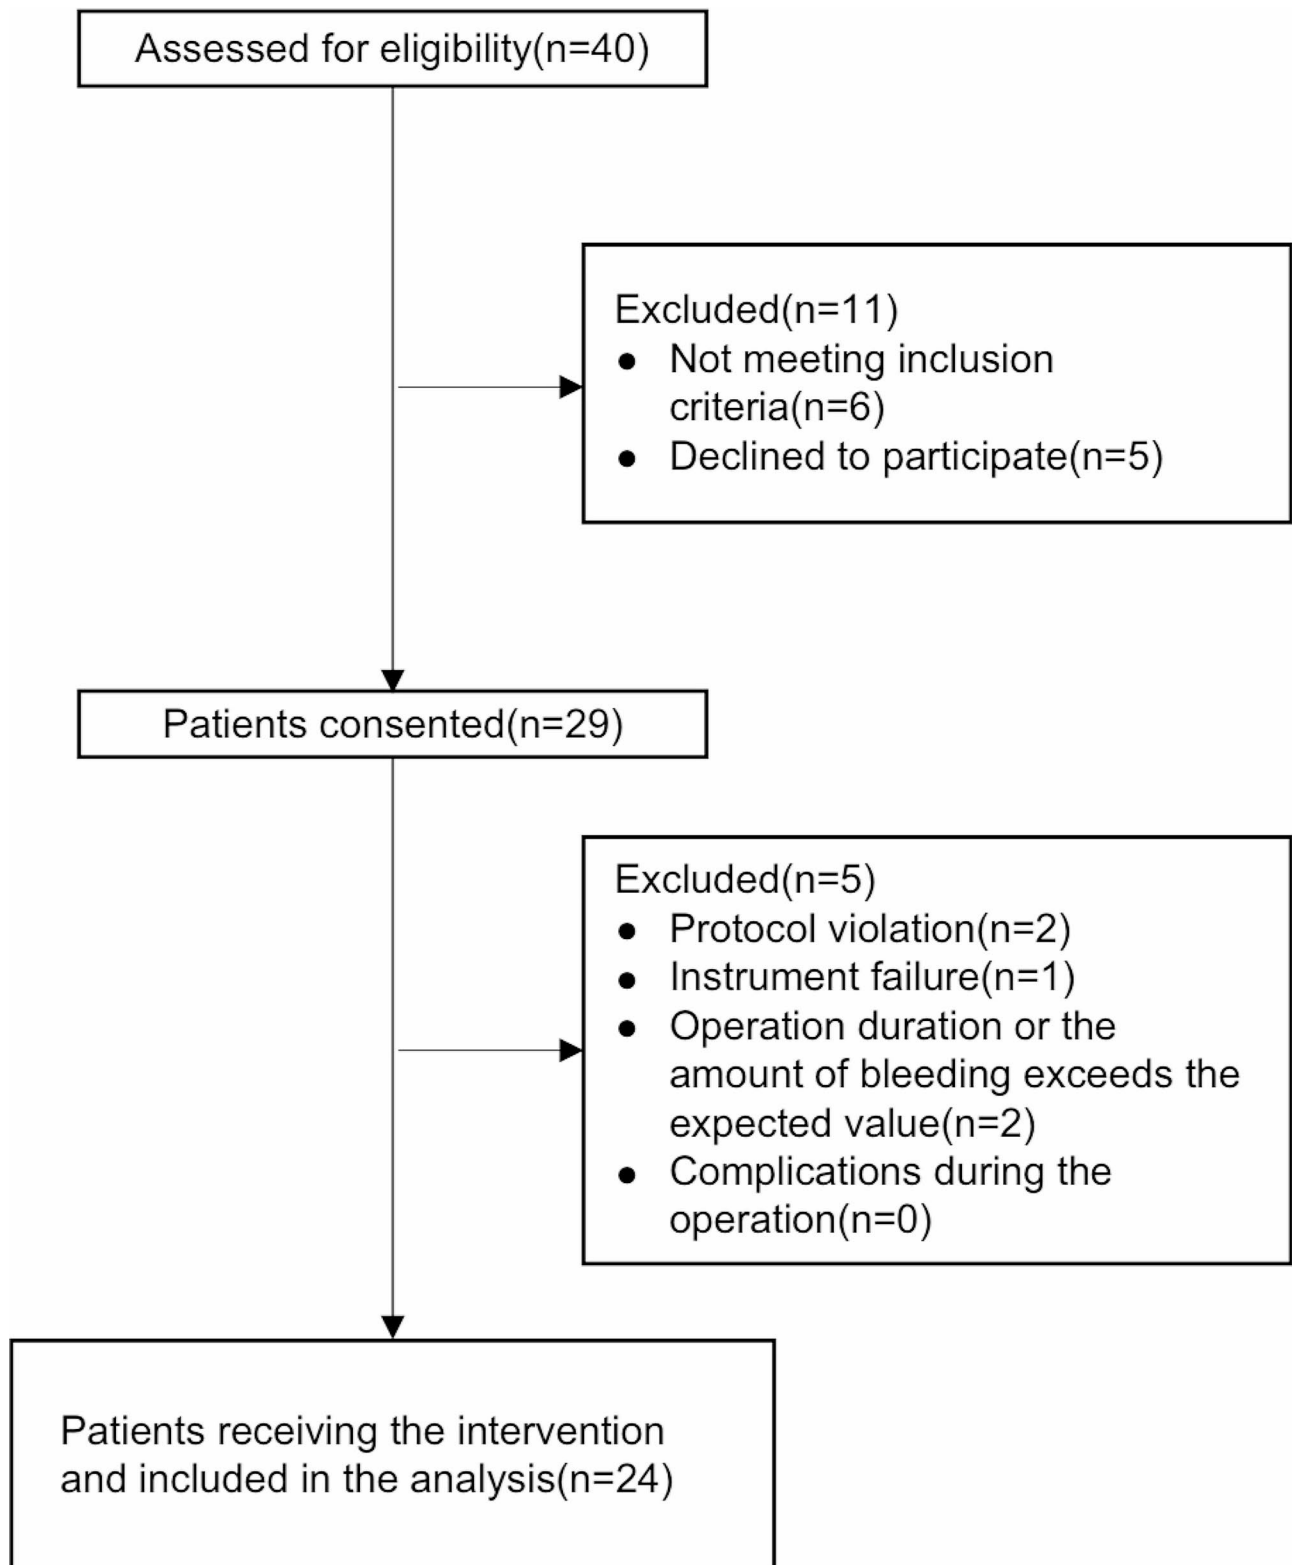 Assessed for eligibility(n=40)
Excluded(n=11)
● Not meeting inclusion
criteria(n=6)
● Declined to participate(n=5)
Patients consented(n=29)
Excluded(n=5)
● Protocol violation(n=2)
● Instrument failure(n=1)
● Operation duration or the
amount of bleeding exceeds the
expected value(n=2)
● Complications during the
operation(n=0)
Patients receiving the intervention
and included in the analysis(n=24)